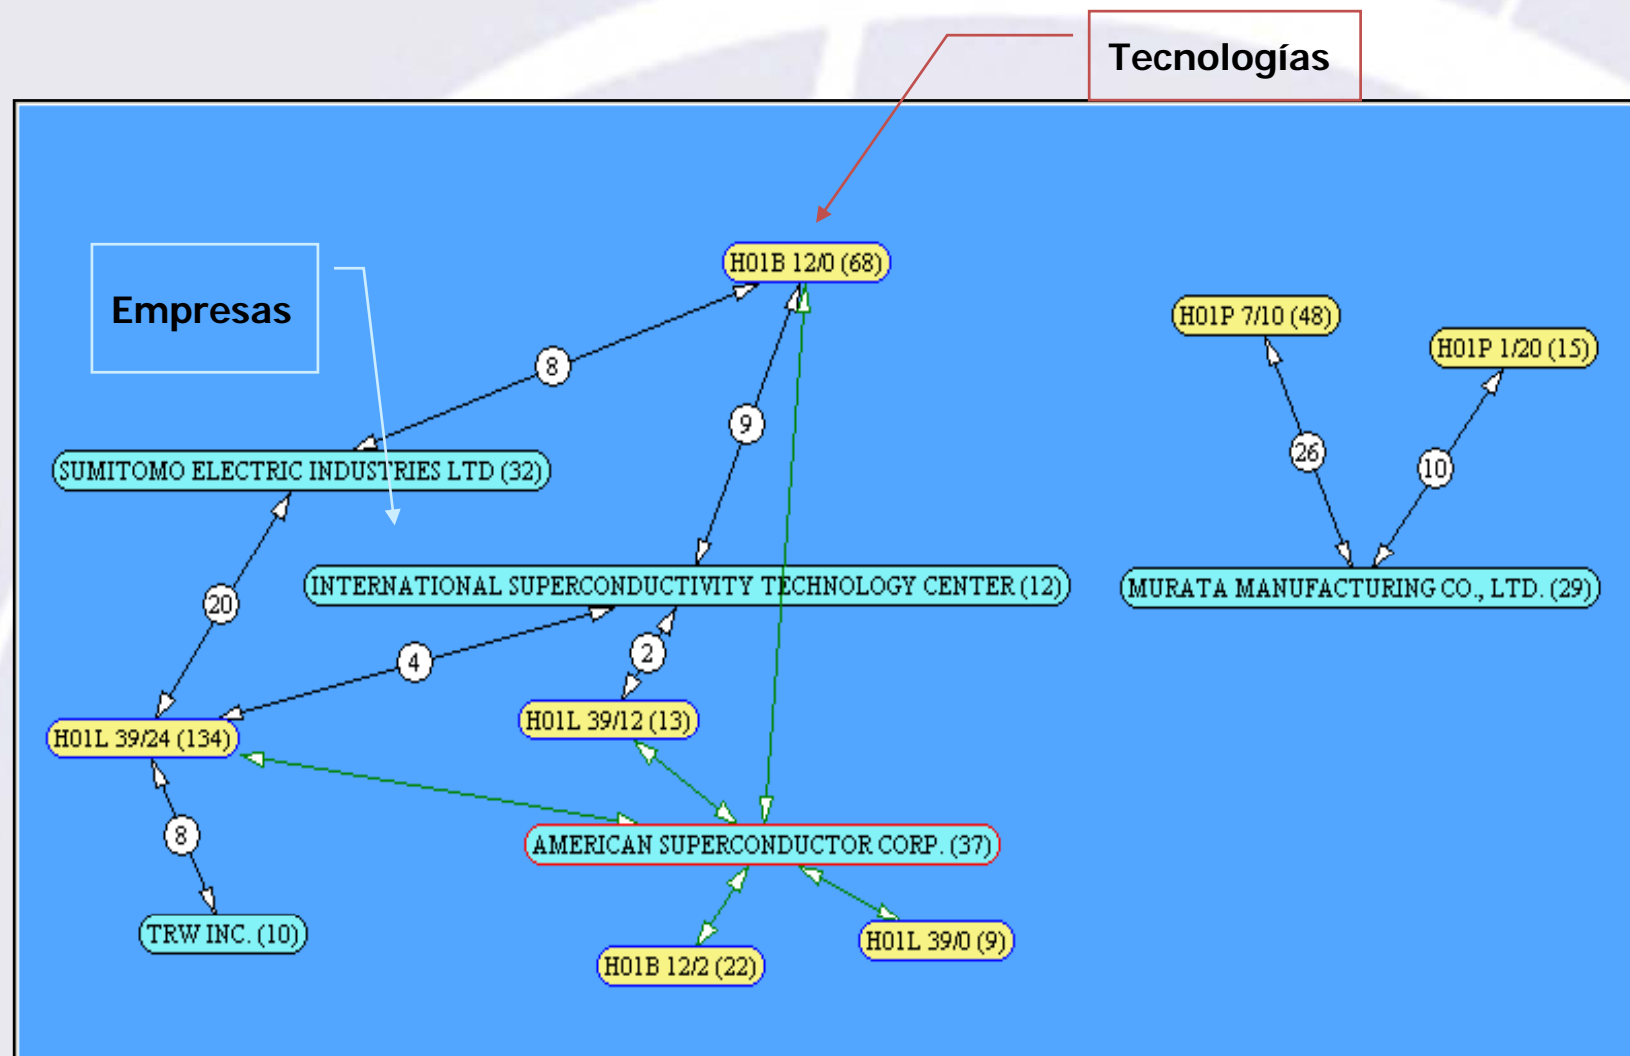 Tecnologías
Empresas
H01B 12/0 (68)
H01P 7/10 (48)
H01P 1/20 (15)
8
9
26
10
SUMITOMO ELECTRIC INDUSTRIES LTD (32)
INTERNATIONAL SUPERCONDUCTIVITY TECHNOLOGY CENTER (12)
MURATA MANUFACTURING CO., LTD. (29)
20
4
2
H01L 39/24 (134)
H01L 39/12 (13)
8
AMERICAN SUPERCONDUCTOR CORP. (37)
TRW INC. (10)
H01B 12/2 (22)
H01L 39/0 (9)